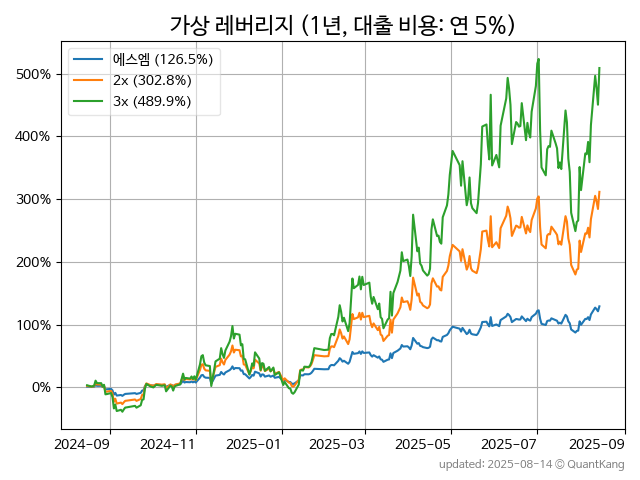 가상 레버리지 (1년, 대출 비용: 연 5%)
에스엠 (126.5%)
2x (302.8%)
3x (489.9%)
500%
400%
300%
200%
100%
0%
2024-09 2024-11 2025-01 2025-03 2025-05 2025-07 2025-09
updated: 2025-08-14 © QuantKang